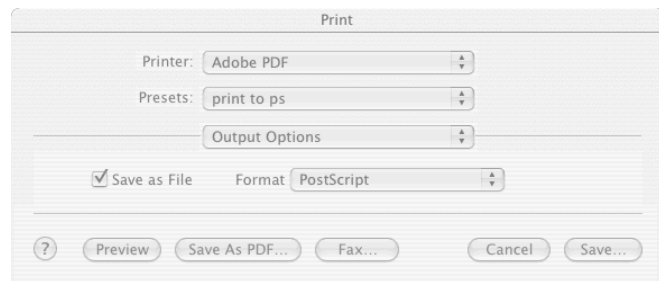 Print
Printer: Adobe PDF
Presets: print to ps
Output Options
Save as File Format PostScript
? Preview Save As PDF... Fax... Cancel Save...